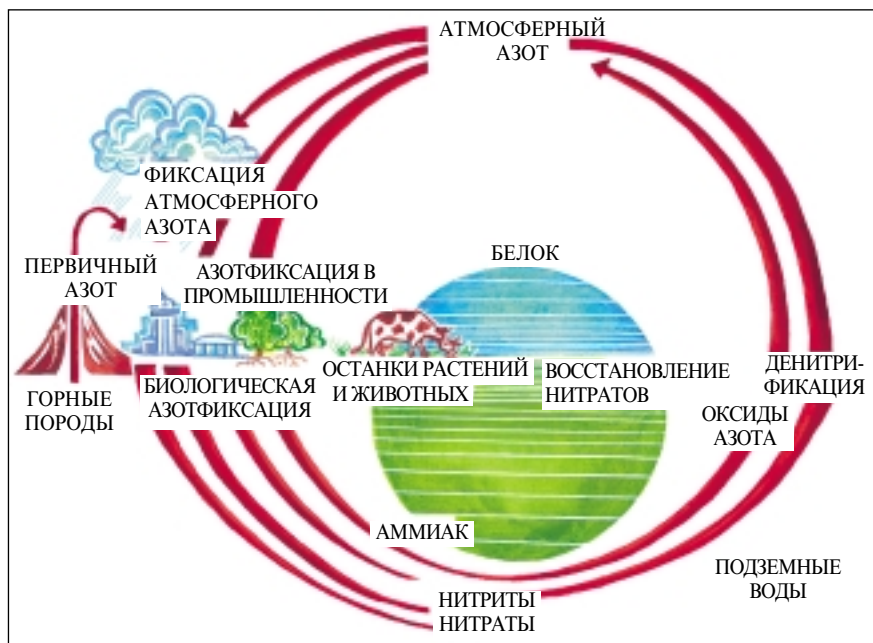 АТМОСФЕРНЫЙ
АЗОТ
ФИКСАЦИЯ
АТМОСФЕРНОГО
АЗОТА
ПЕРВИЧНЫЙ
АЗОТ
АЗОТФИКСАЦИЯ В
ПРОМЫШЛЕННОСТИ
БЕЛОК
ГОРНЫЕ
ПОРОДЫ
БИОЛОГИЧЕСКАЯ
АЗОТФИКСАЦИЯ
ОСТАНКИ РАСТЕНИЙ
И ЖИВОТНЫХ
ВОССТАНОВЛЕНИЕ
НИТРАТОВ
ДЕНИТРИ-
ФИКАЦИЯ
ОКСИДЫ
АЗОТА
АММИАК
ПОДЗЕМНЫЕ
ВОДЫ
НИТРИТЫ
НИТРАТЫ